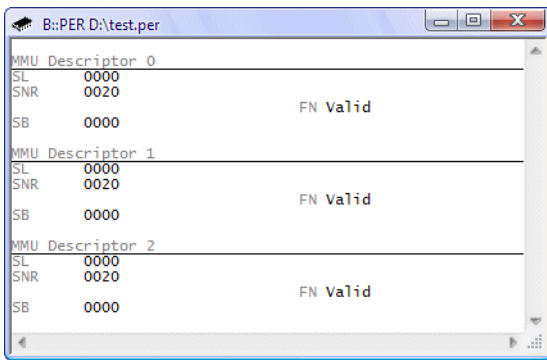 B::PER D:\test.per
MMU Descriptor 0
SL 0000
SNR 0020
FN Valid
SB 0000
MMU Descriptor 1
SL 0000
SNR 0020
FN Valid
SB 0000
MMU Descriptor 2
SL 0000
SNR 0020
FN Valid
SB 0000